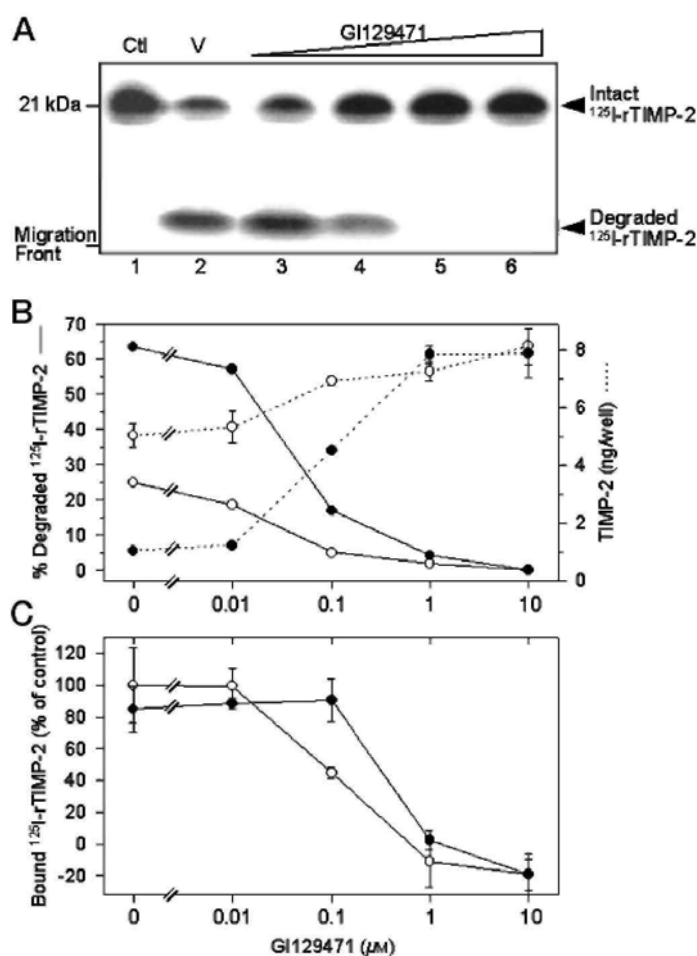 A
Ctl V GI129471
21 kDa
Intact
¹²⁵I-rTIMP-2
Degraded
¹²⁵I-rTIMP-2
Migration
Front
1 2 3 4 5 6
B
% Degraded ¹²⁵I-rTIMP-2
70
60
50
40
30
20
10
0
8
6
4
2
0
TIMP-2 (ng/well)
0 0.01 0.1 1 10
C
Bound ¹²⁵I-rTIMP-2 (% of control)
120
100
80
60
40
20
0
-20
0 0.01 0.1 1 10
GI129471 (μM)